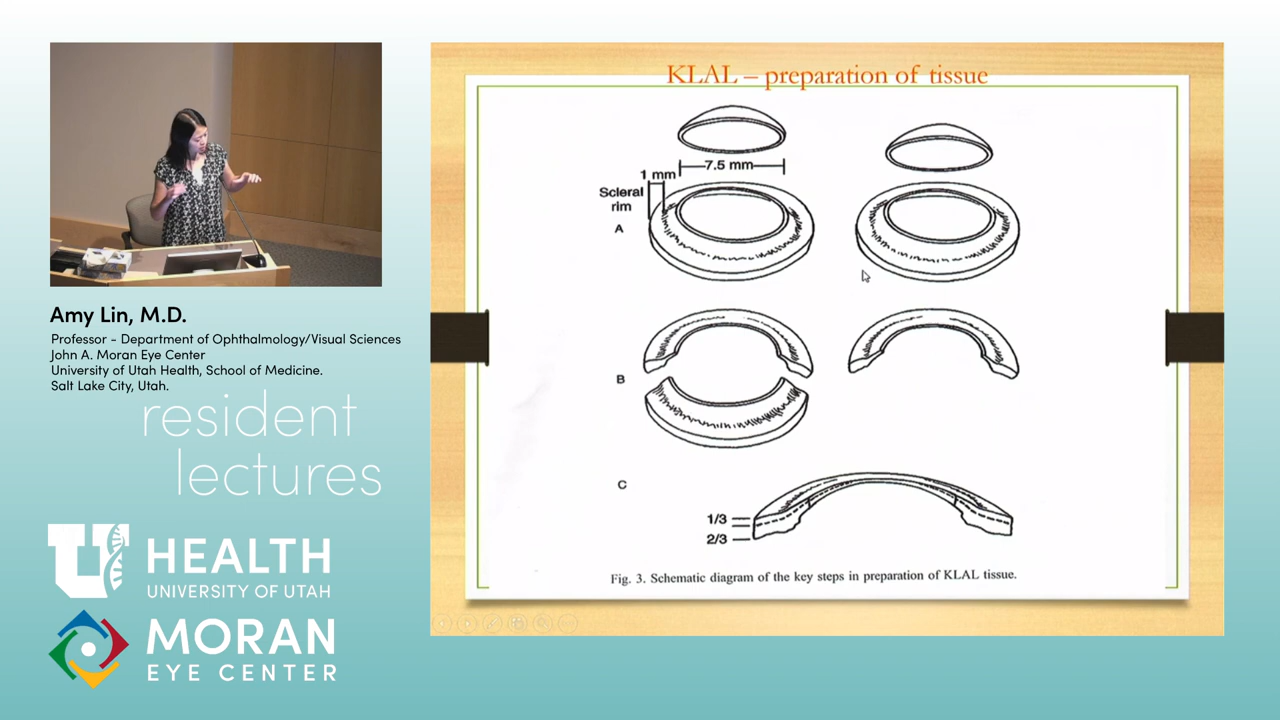 KLAL – preparation of tissue
7.5 mm
1 mm
Scleral
rim
A
B
C
1/3
2/3
Fig. 3. Schematic diagram of the key steps in preparation of KLAL tissue.
Amy Lin, M.D.
Professor - Department of Ophthalmology/Visual Sciences
John A. Moran Eye Center
University of Utah Health, School of Medicine.
Salt Lake City, Utah.
resident
lectures
U HEALTH
UNIVERSITY OF UTAH
MORAN
EYE CENTER